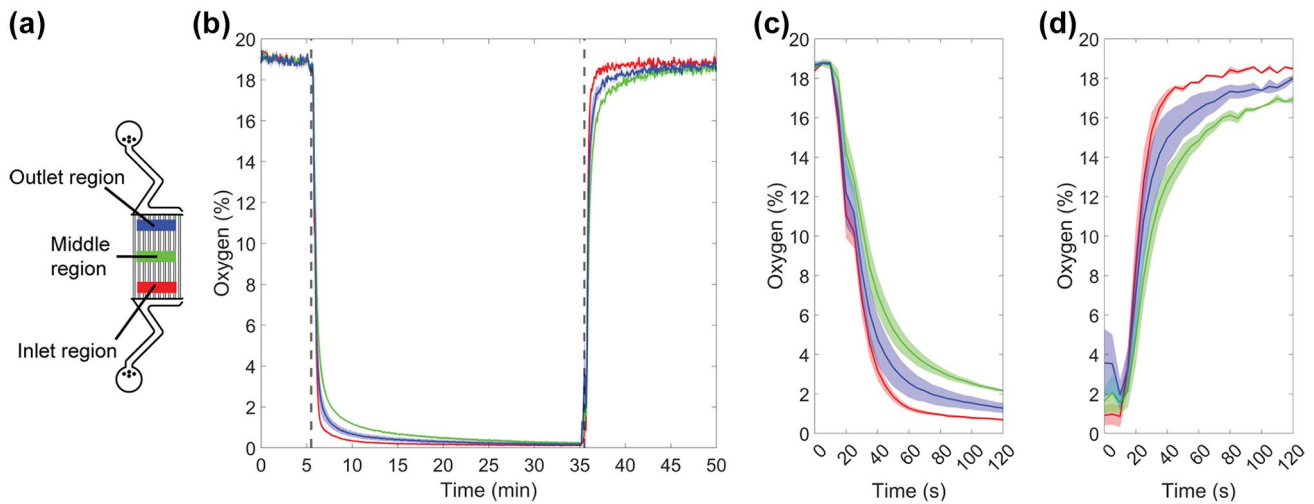 (a)
Outlet region
Middle
region
Inlet region
(b)
20
18
16
14
12
10
8
6
4
2
0
Oxygen (%)
0 5 10 15 20 25 30 35 40 45 50
Time (min)
(c)
20
18
16
14
12
10
8
6
4
2
0
Oxygen (%)
0 20 40 60 80 100 120
Time (s)
(d)
20
18
16
14
12
10
8
6
4
2
0
Oxygen (%)
0 20 40 60 80 100 120
Time (s)